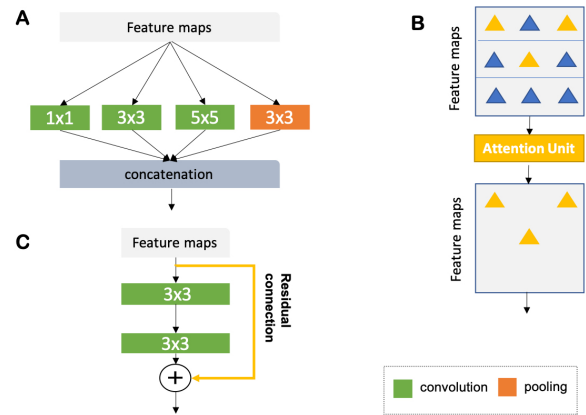 A
Feature maps
1x1
3x3
5x5
3x3
concatenation
B
Feature maps
Attention Unit
Feature maps
C
Feature maps
3x3
3x3
+
Residual
connection
convolution
pooling